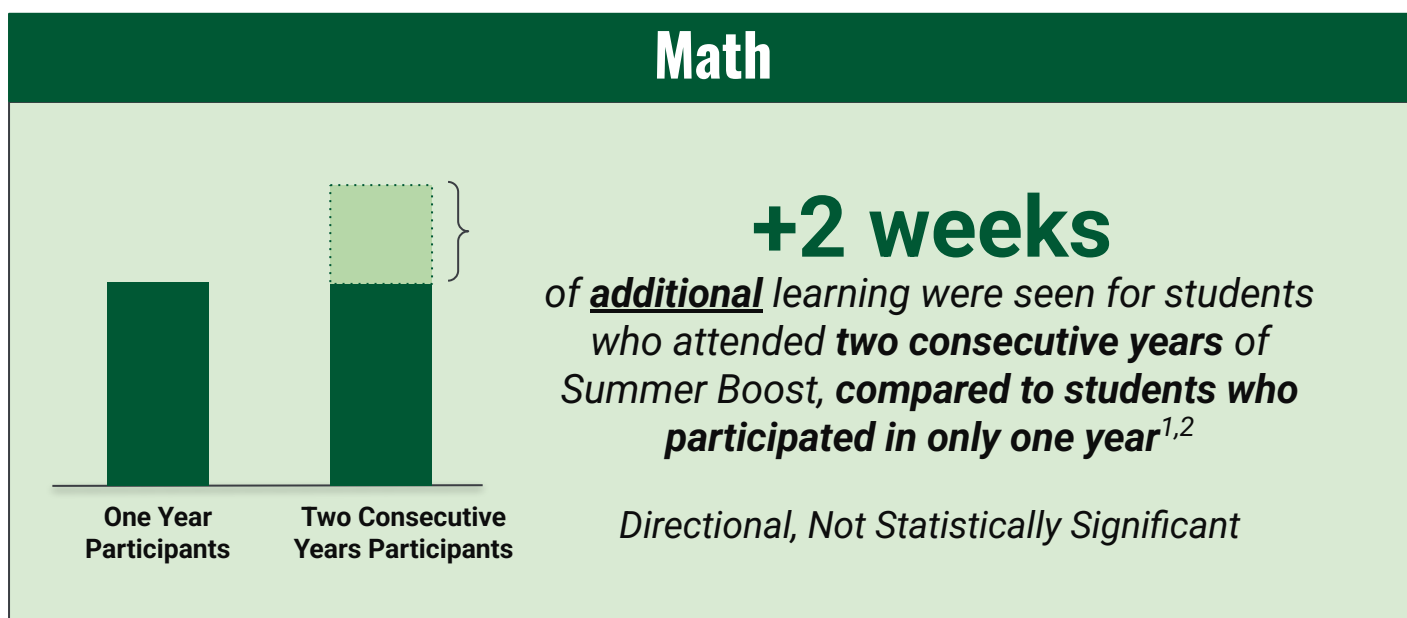 Math
+2 weeks
of additional learning were seen for students
who attended two consecutive years of
Summer Boost, compared to students who
participated in only one year1,2
Directional, Not Statistically Significant
One Year
Participants
Two Consecutive
Years Participants